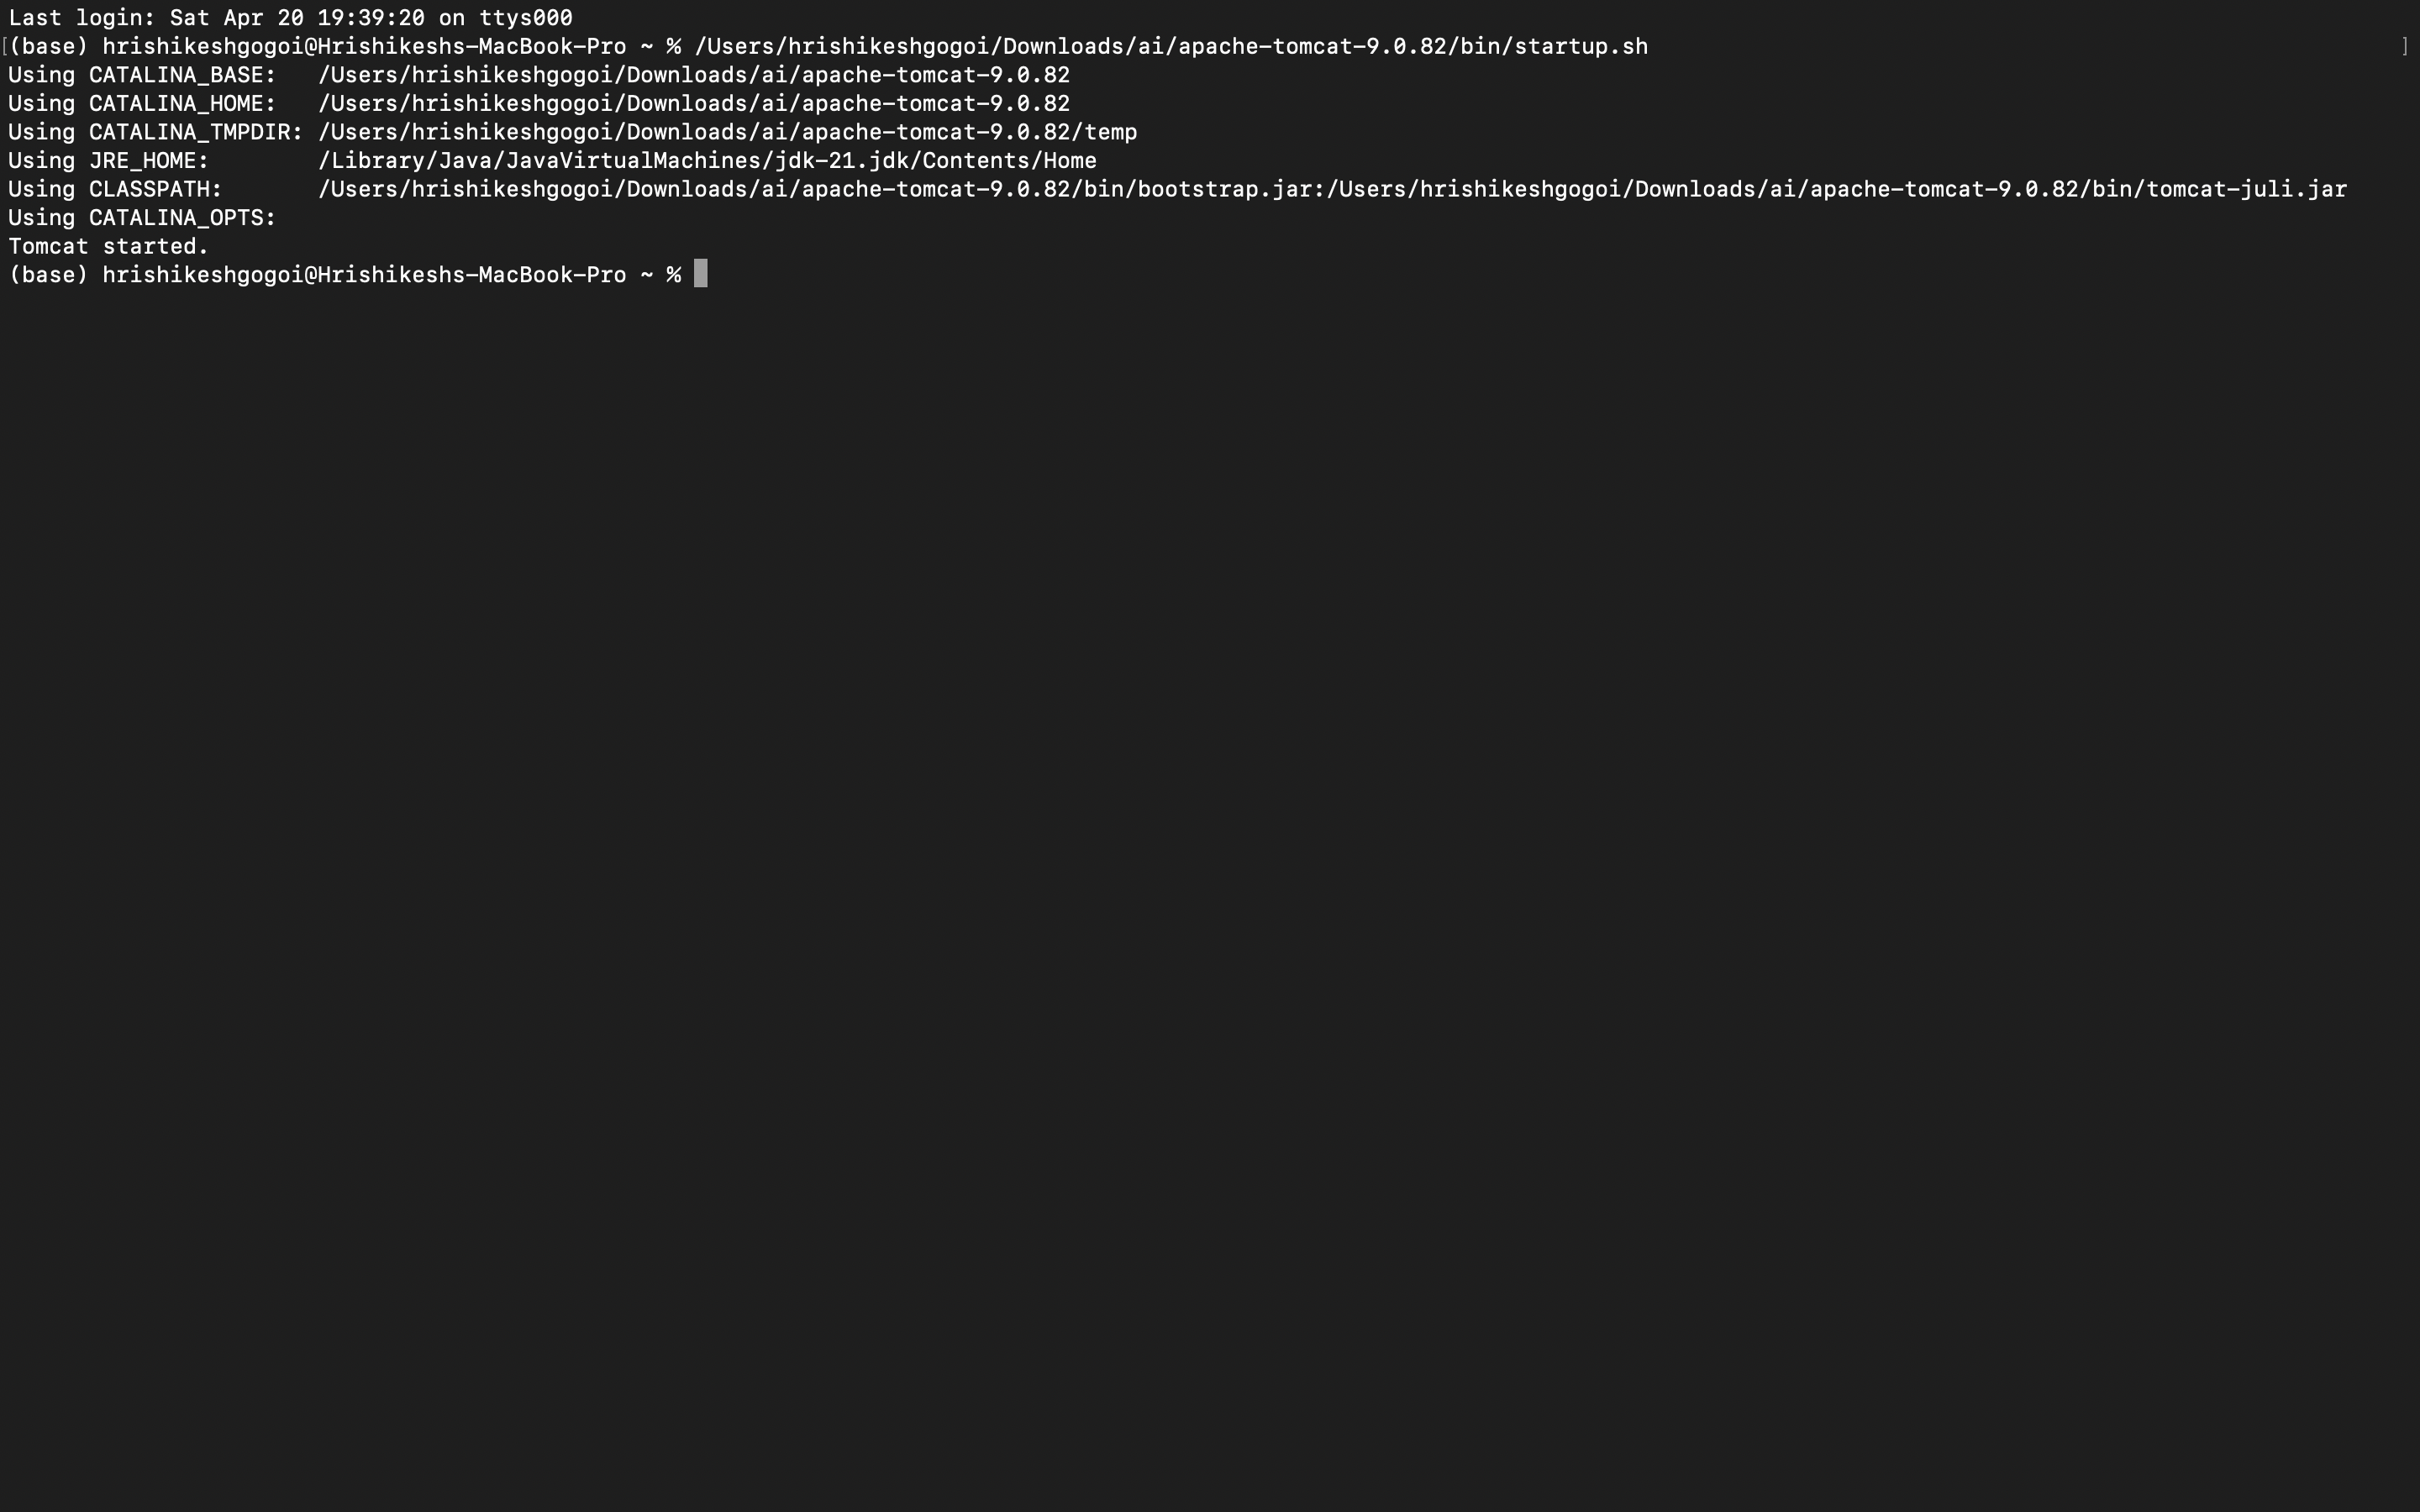 Last login: Sat Apr 20 19:39:20 on ttys000
[(base) hrishikeshgogoi@Hrishikeshs-MacBook-Pro ~ % /Users/hrishikeshgogoi/Downloads/ai/apache-tomcat-9.0.82/bin/startup.sh ]
Using CATALINA_BASE:   /Users/hrishikeshgogoi/Downloads/ai/apache-tomcat-9.0.82
Using CATALINA_HOME:   /Users/hrishikeshgogoi/Downloads/ai/apache-tomcat-9.0.82
Using CATALINA_TMPDIR: /Users/hrishikeshgogoi/Downloads/ai/apache-tomcat-9.0.82/temp
Using JRE_HOME:        /Library/Java/JavaVirtualMachines/jdk-21.jdk/Contents/Home
Using CLASSPATH:       /Users/hrishikeshgogoi/Downloads/ai/apache-tomcat-9.0.82/bin/bootstrap.jar:/Users/hrishikeshgogoi/Downloads/ai/apache-tomcat-9.0.82/bin/tomcat-juli.jar
Using CATALINA_OPTS:
Tomcat started.
(base) hrishikeshgogoi@Hrishikeshs-MacBook-Pro ~ %